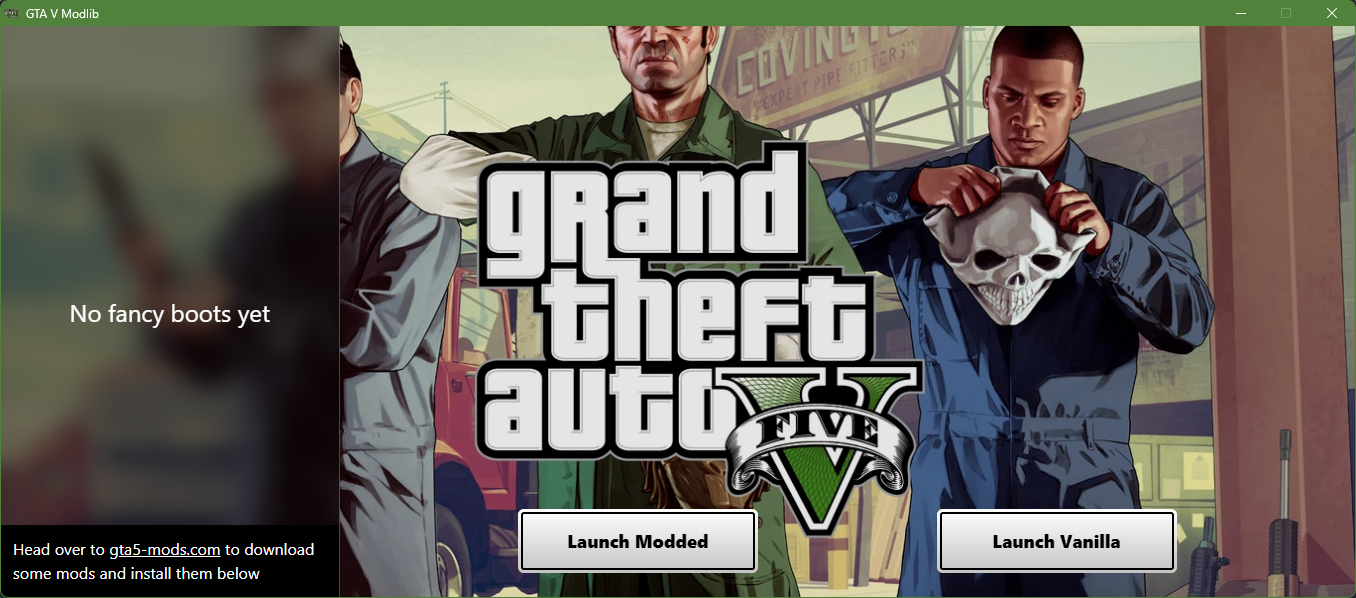 GTA V Modlib
COVINGTON
EXPERT PIPE FITTERS
grand
theft
auto
V
FIVE
No fancy boots yet
Launch Modded
Launch Vanilla
Head over to gta5-mods.com to download
some mods and install them below